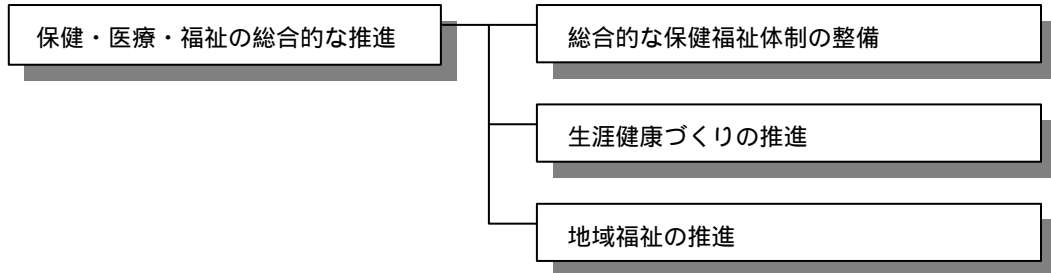 保健・医療・福祉の総合的な推進
総合的な保健福祉体制の整備
生涯健康づくりの推進
地域福祉の推進